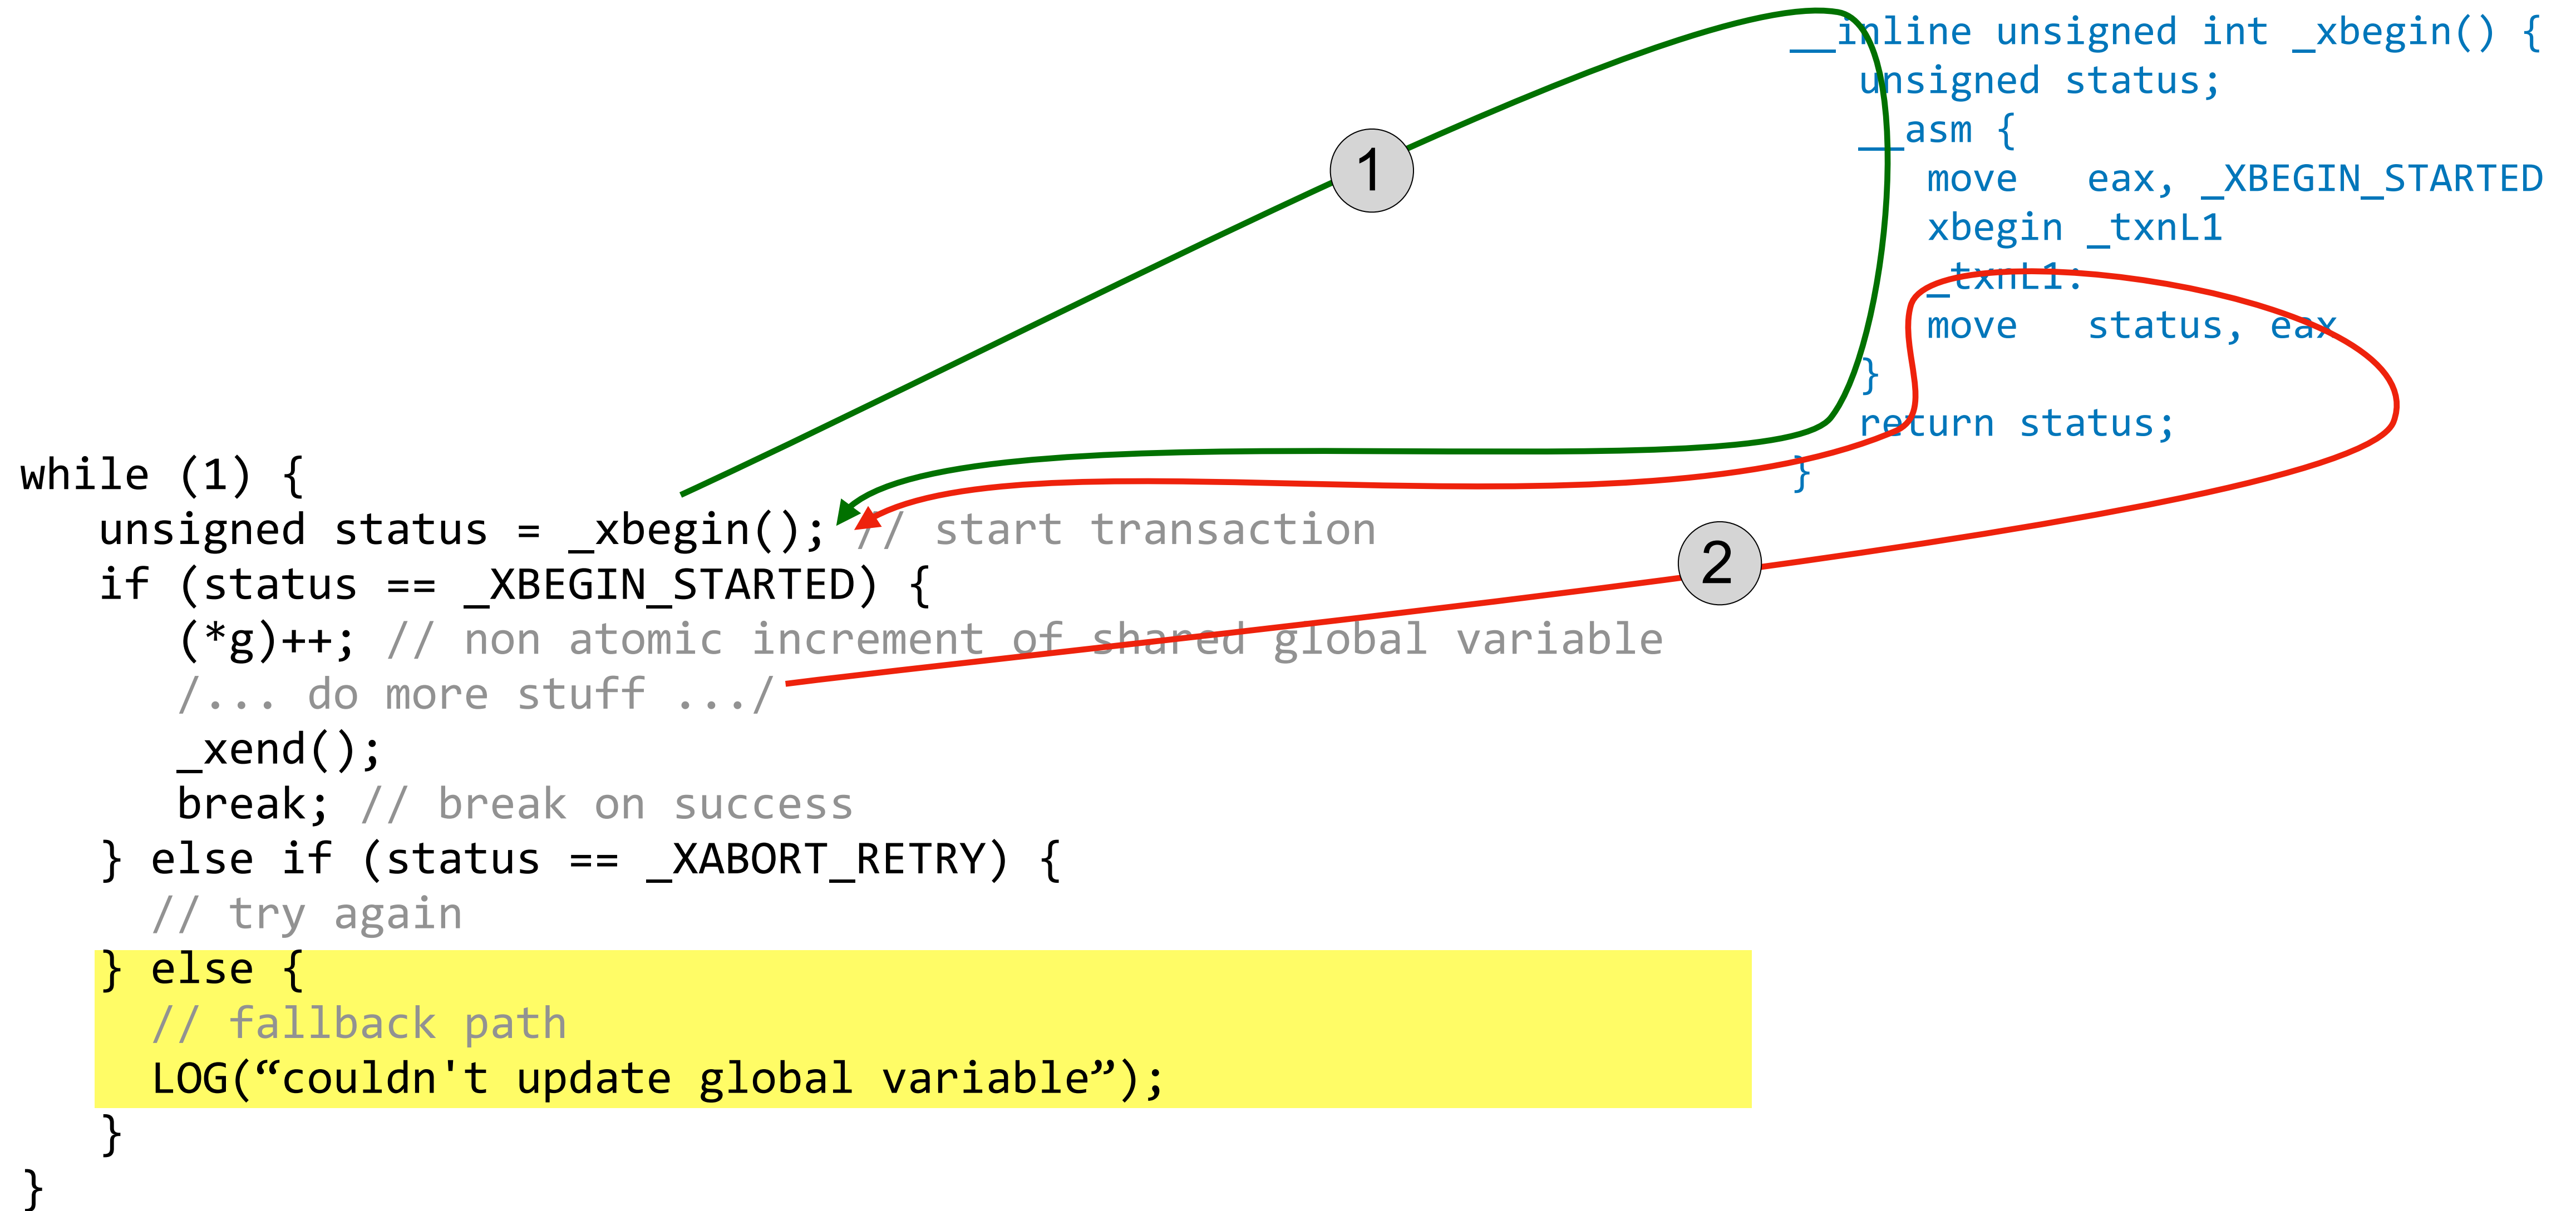 __inline unsigned int _xbegin() {
unsigned status;
__asm {
move   eax, _XBEGIN_STARTED
xbegin _txnL1
_txnL1:
move   status, eax
}
return status;
}
1
2
while (1) {
unsigned status = _xbegin(); // start transaction
if (status == _XBEGIN_STARTED) {
(*g)++; // non atomic increment of shared global variable
/... do more stuff .../
_xend();
break; // break on success
} else if (status == _XABORT_RETRY) {
// try again
} else {
// fallback path
LOG(“couldn't update global variable”);
}
}